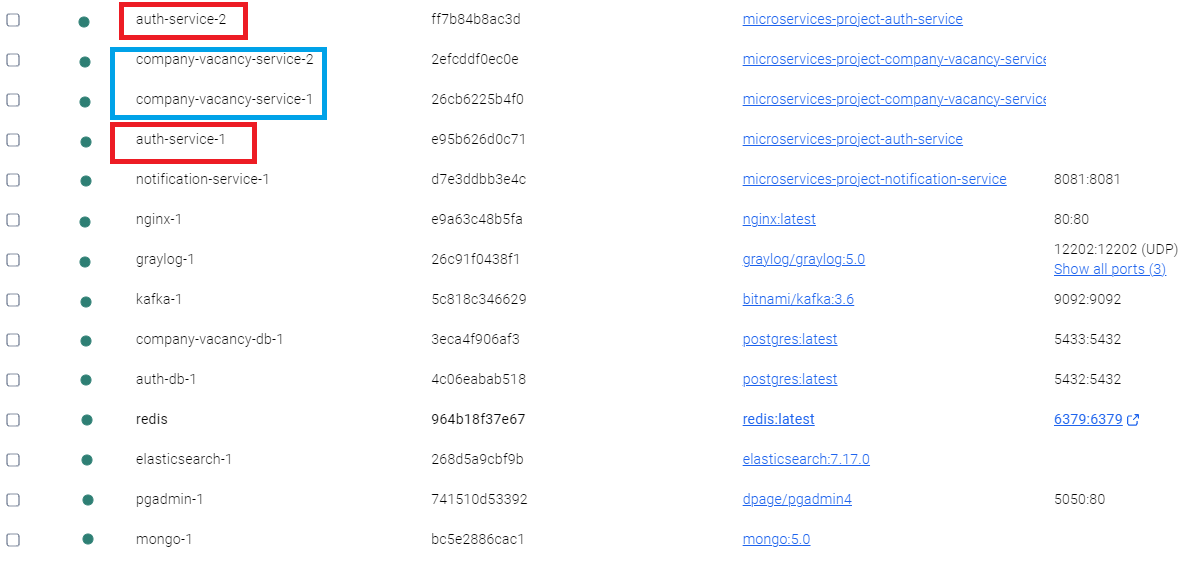 auth-service-2 ff7b84b8ac3d microservices-project-auth-service
company-vacancy-service-2 2efcddf0ec0e microservices-project-company-vacancy-service
company-vacancy-service-1 26cb6225b4f0 microservices-project-company-vacancy-service
auth-service-1 e95b626d0c71 microservices-project-auth-service
notification-service-1 d7e3ddbb3e4c microservices-project-notification-service 8081:8081
nginx-1 e9a63c48b5fa nginx:latest 80:80
graylog-1 26c91f0438f1 graylog/graylog:5.0 12202:12202 (UDP)
Show all ports (3)
kafka-1 5c818c346629 bitnami/kafka:3.6 9092:9092
company-vacancy-db-1 3eca4f906af3 postgres:latest 5433:5432
auth-db-1 4c06eabab518 postgres:latest 5432:5432
redis 964b18f37e67 redis:latest 6379:6379
elasticsearch-1 268d5a9cbf9b elasticsearch:7.17.0
pgadmin-1 741510d53392 dpage/pgadmin4 5050:80
mongo-1 bc5e2886cac1 mongo:5.0